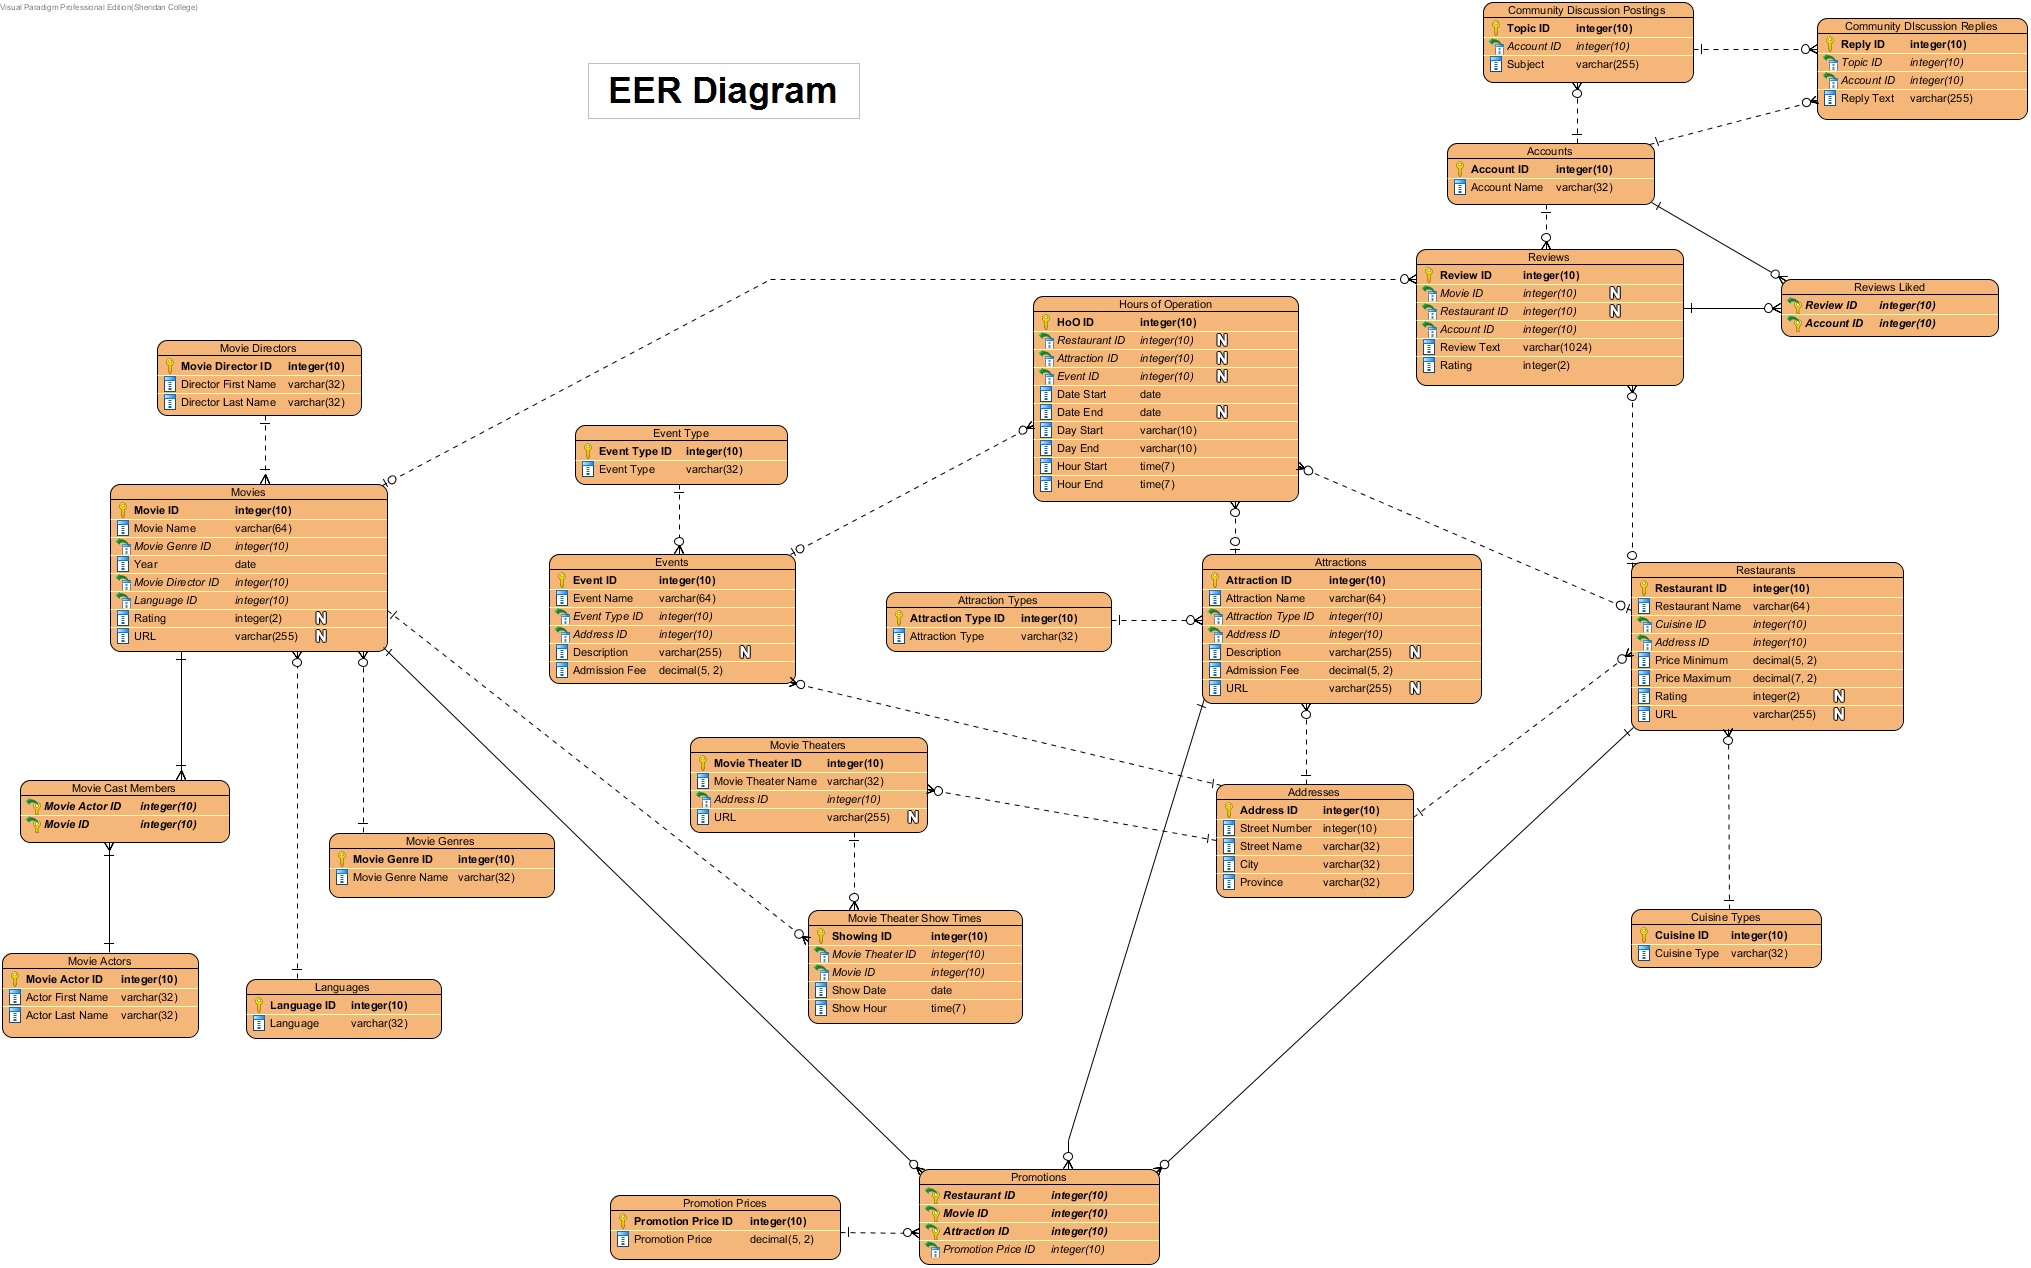 Visual Paradigm Professional Edition(Sheridan College)
EER Diagram
Community Discussion Postings
Topic ID integer(10)
Account ID integer(10)
Subject varchar(255)
Community DIscussion Replies
Reply ID integer(10)
Topic ID integer(10)
Account ID integer(10)
Reply Text varchar(255)
Accounts
Account ID integer(10)
Account Name varchar(32)
Reviews
Review ID integer(10)
Movie ID integer(10) N
Restaurant ID integer(10) N
Account ID integer(10)
Review Text varchar(1024)
Rating integer(2)
Reviews Liked
Review ID integer(10)
Account ID integer(10)
Hours of Operation
HoO ID integer(10)
Restaurant ID integer(10) N
Attraction ID integer(10) N
Event ID integer(10) N
Date Start date
Date End date N
Day Start varchar(10)
Day End varchar(10)
Hour Start time(7)
Hour End time(7)
Movie Directors
Movie Director ID integer(10)
Director First Name varchar(32)
Director Last Name varchar(32)
Event Type
Event Type ID integer(10)
Event Type varchar(32)
Movies
Movie ID integer(10)
Movie Name varchar(64)
Movie Genre ID integer(10)
Year date
Movie Director ID integer(10)
Language ID integer(10)
Rating integer(2) N
URL varchar(255) N
Events
Event ID integer(10)
Event Name varchar(64)
Event Type ID integer(10)
Address ID integer(10)
Description varchar(255) N
Admission Fee decimal(5, 2)
Attraction Types
Attraction Type ID integer(10)
Attraction Type varchar(32)
Attractions
Attraction ID integer(10)
Attraction Name varchar(64)
Attraction Type ID integer(10)
Address ID integer(10)
Description varchar(255) N
Admission Fee decimal(5, 2)
URL varchar(255) N
Restaurants
Restaurant ID integer(10)
Restaurant Name varchar(64)
Cuisine ID integer(10)
Address ID integer(10)
Price Minimum decimal(5, 2)
Price Maximum decimal(7, 2)
Rating integer(2) N
URL varchar(255) N
Movie Theaters
Movie Theater ID integer(10)
Movie Theater Name varchar(32)
Address ID integer(10)
URL varchar(255) N
Addresses
Address ID integer(10)
Street Number integer(10)
Street Name varchar(32)
City varchar(32)
Province varchar(32)
Movie Cast Members
Movie Actor ID integer(10)
Movie ID integer(10)
Movie Genres
Movie Genre ID integer(10)
Movie Genre Name varchar(32)
Movie Theater Show Times
Showing ID integer(10)
Movie Theater ID integer(10)
Movie ID integer(10)
Show Date date
Show Hour time(7)
Cuisine Types
Cuisine ID integer(10)
Cuisine Type varchar(32)
Movie Actors
Movie Actor ID integer(10)
Actor First Name varchar(32)
Actor Last Name varchar(32)
Languages
Language ID integer(10)
Language varchar(32)
Promotion Prices
Promotion Price ID integer(10)
Promotion Price decimal(5, 2)
Promotions
Restaurant ID integer(10)
Movie ID integer(10)
Attraction ID integer(10)
Promotion Price ID integer(10)